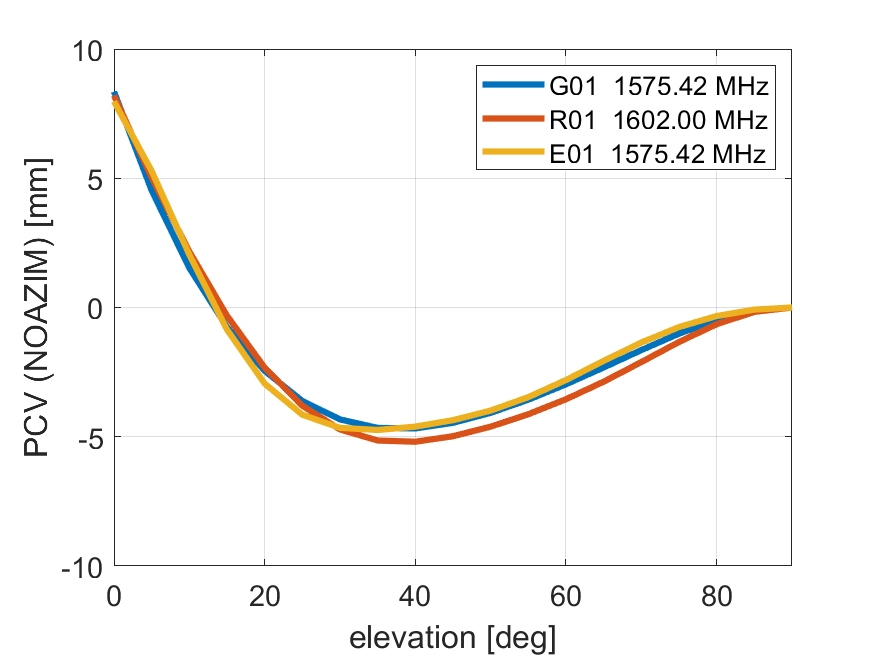 10
5
0
-5
-10
0 20 40 60 80
PCV (NOAZIM) [mm]
elevation [deg]
G01 1575.42 MHz
R01 1602.00 MHz
E01 1575.42 MHz